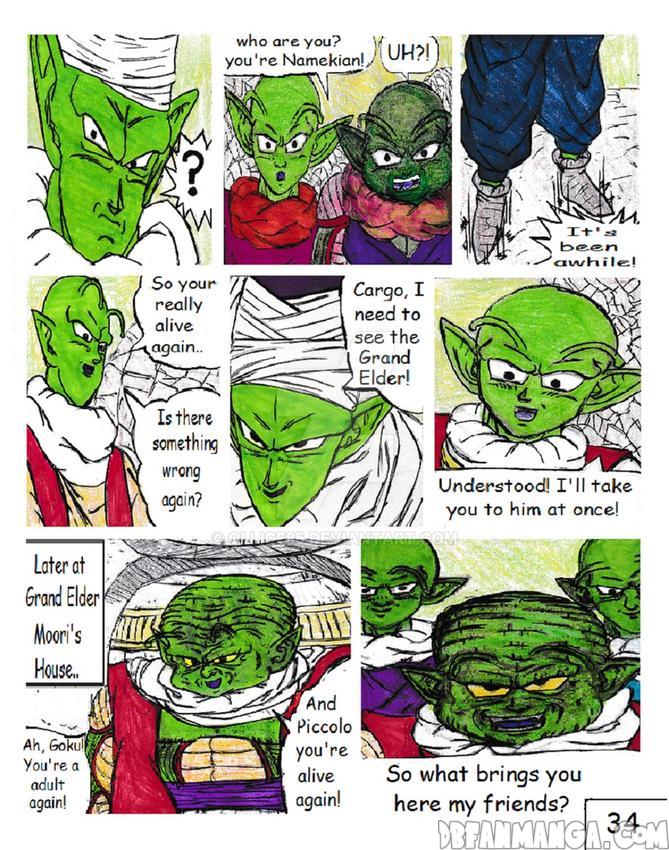 ?
who are you?
you're Namekian!
UH?!
It's
been
awhile!
So your
really
alive
again..
Is there
something
wrong
again?
Cargo, I
need to
see the
Grand
Elder!
Understood! I'll take
you to him at once!
Later at
Grand Elder
Moori's
House..
Ah, Goku!
You're a
adult
again!
And
Piccolo
you're
alive
again!
So what brings you
here my friends?
34
DBFANMANGA.COM